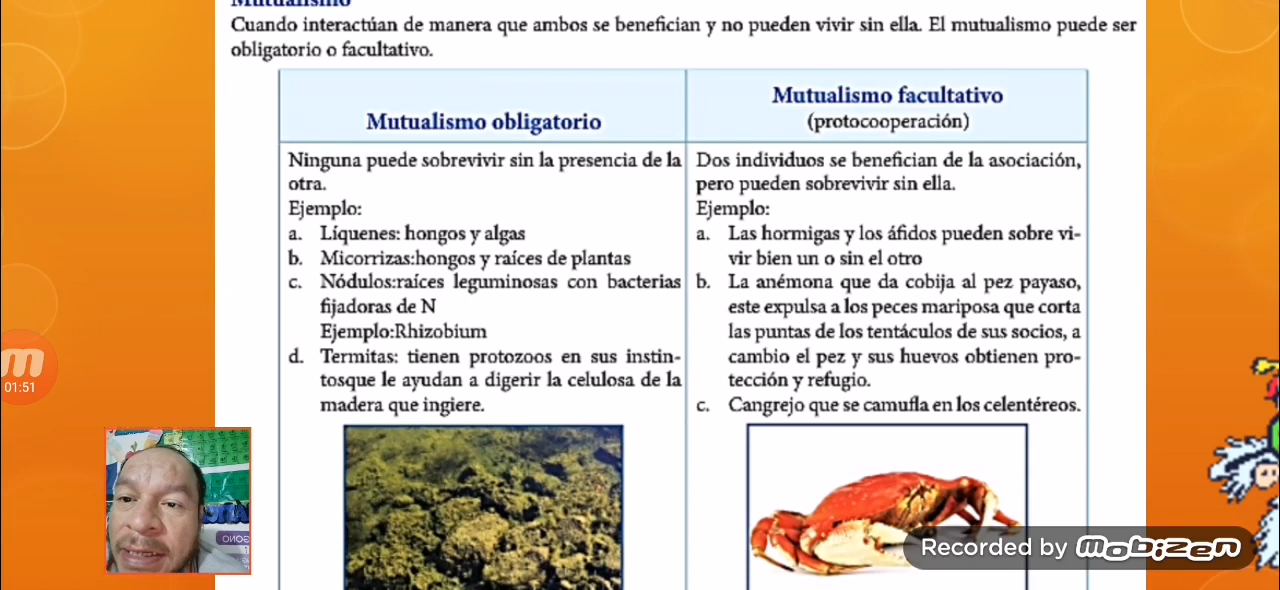 Mutualismo
Cuando interactúan de manera que ambos se benefician y no pueden vivir sin ella. El mutualismo puede ser
obligatorio o facultativo.
Mutualismo obligatorio
Ninguna puede sobrevivir sin la presencia de la
otra.
Ejemplo:
a. Líquenes: hongos y algas
b. Micorrizas:hongos y raíces de plantas
c. Nódulos:raíces leguminosas con bacterias
fijadoras de N
Ejemplo:Rhizobium
d. Termitas: tienen protozoos en sus instin-
tosque le ayudan a digerir la celulosa de la
madera que ingiere.
Mutualismo facultativo
(protocooperación)
Dos individuos se benefician de la asociación,
pero pueden sobrevivir sin ella.
Ejemplo:
a. Las hormigas y los áfidos pueden sobre vi-
vir bien un o sin el otro
b. La anémona que da cobija al pez payaso,
este expulsa a los peces mariposa que corta
las puntas de los tentáculos de sus socios, a
cambio el pez y sus huevos obtienen pro-
tección y refugio.
c. Cangrejo que se camufla en los celentéreos.
01:51
Recorded by Mobizen